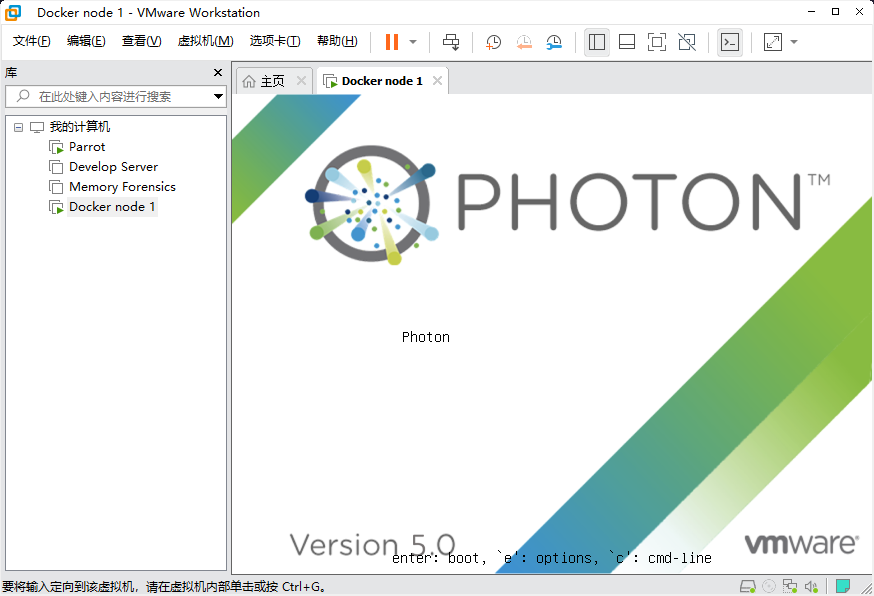 Docker node 1 - VMware Workstation
文件(F) 编辑(E) 查看(V) 虚拟机(M) 选项卡(T) 帮助(H)
库
在此处键入内容进行搜索
主页
Docker node 1
我的计算机
Parrot
Develop Server
Memory Forensics
Docker node 1
PHOTON™
Photon
Version 5.0
vmware®
enter: boot, `e': options, `c': cmd-line
要将输入定向到该虚拟机，请在虚拟机内部单击或按 Ctrl+G。